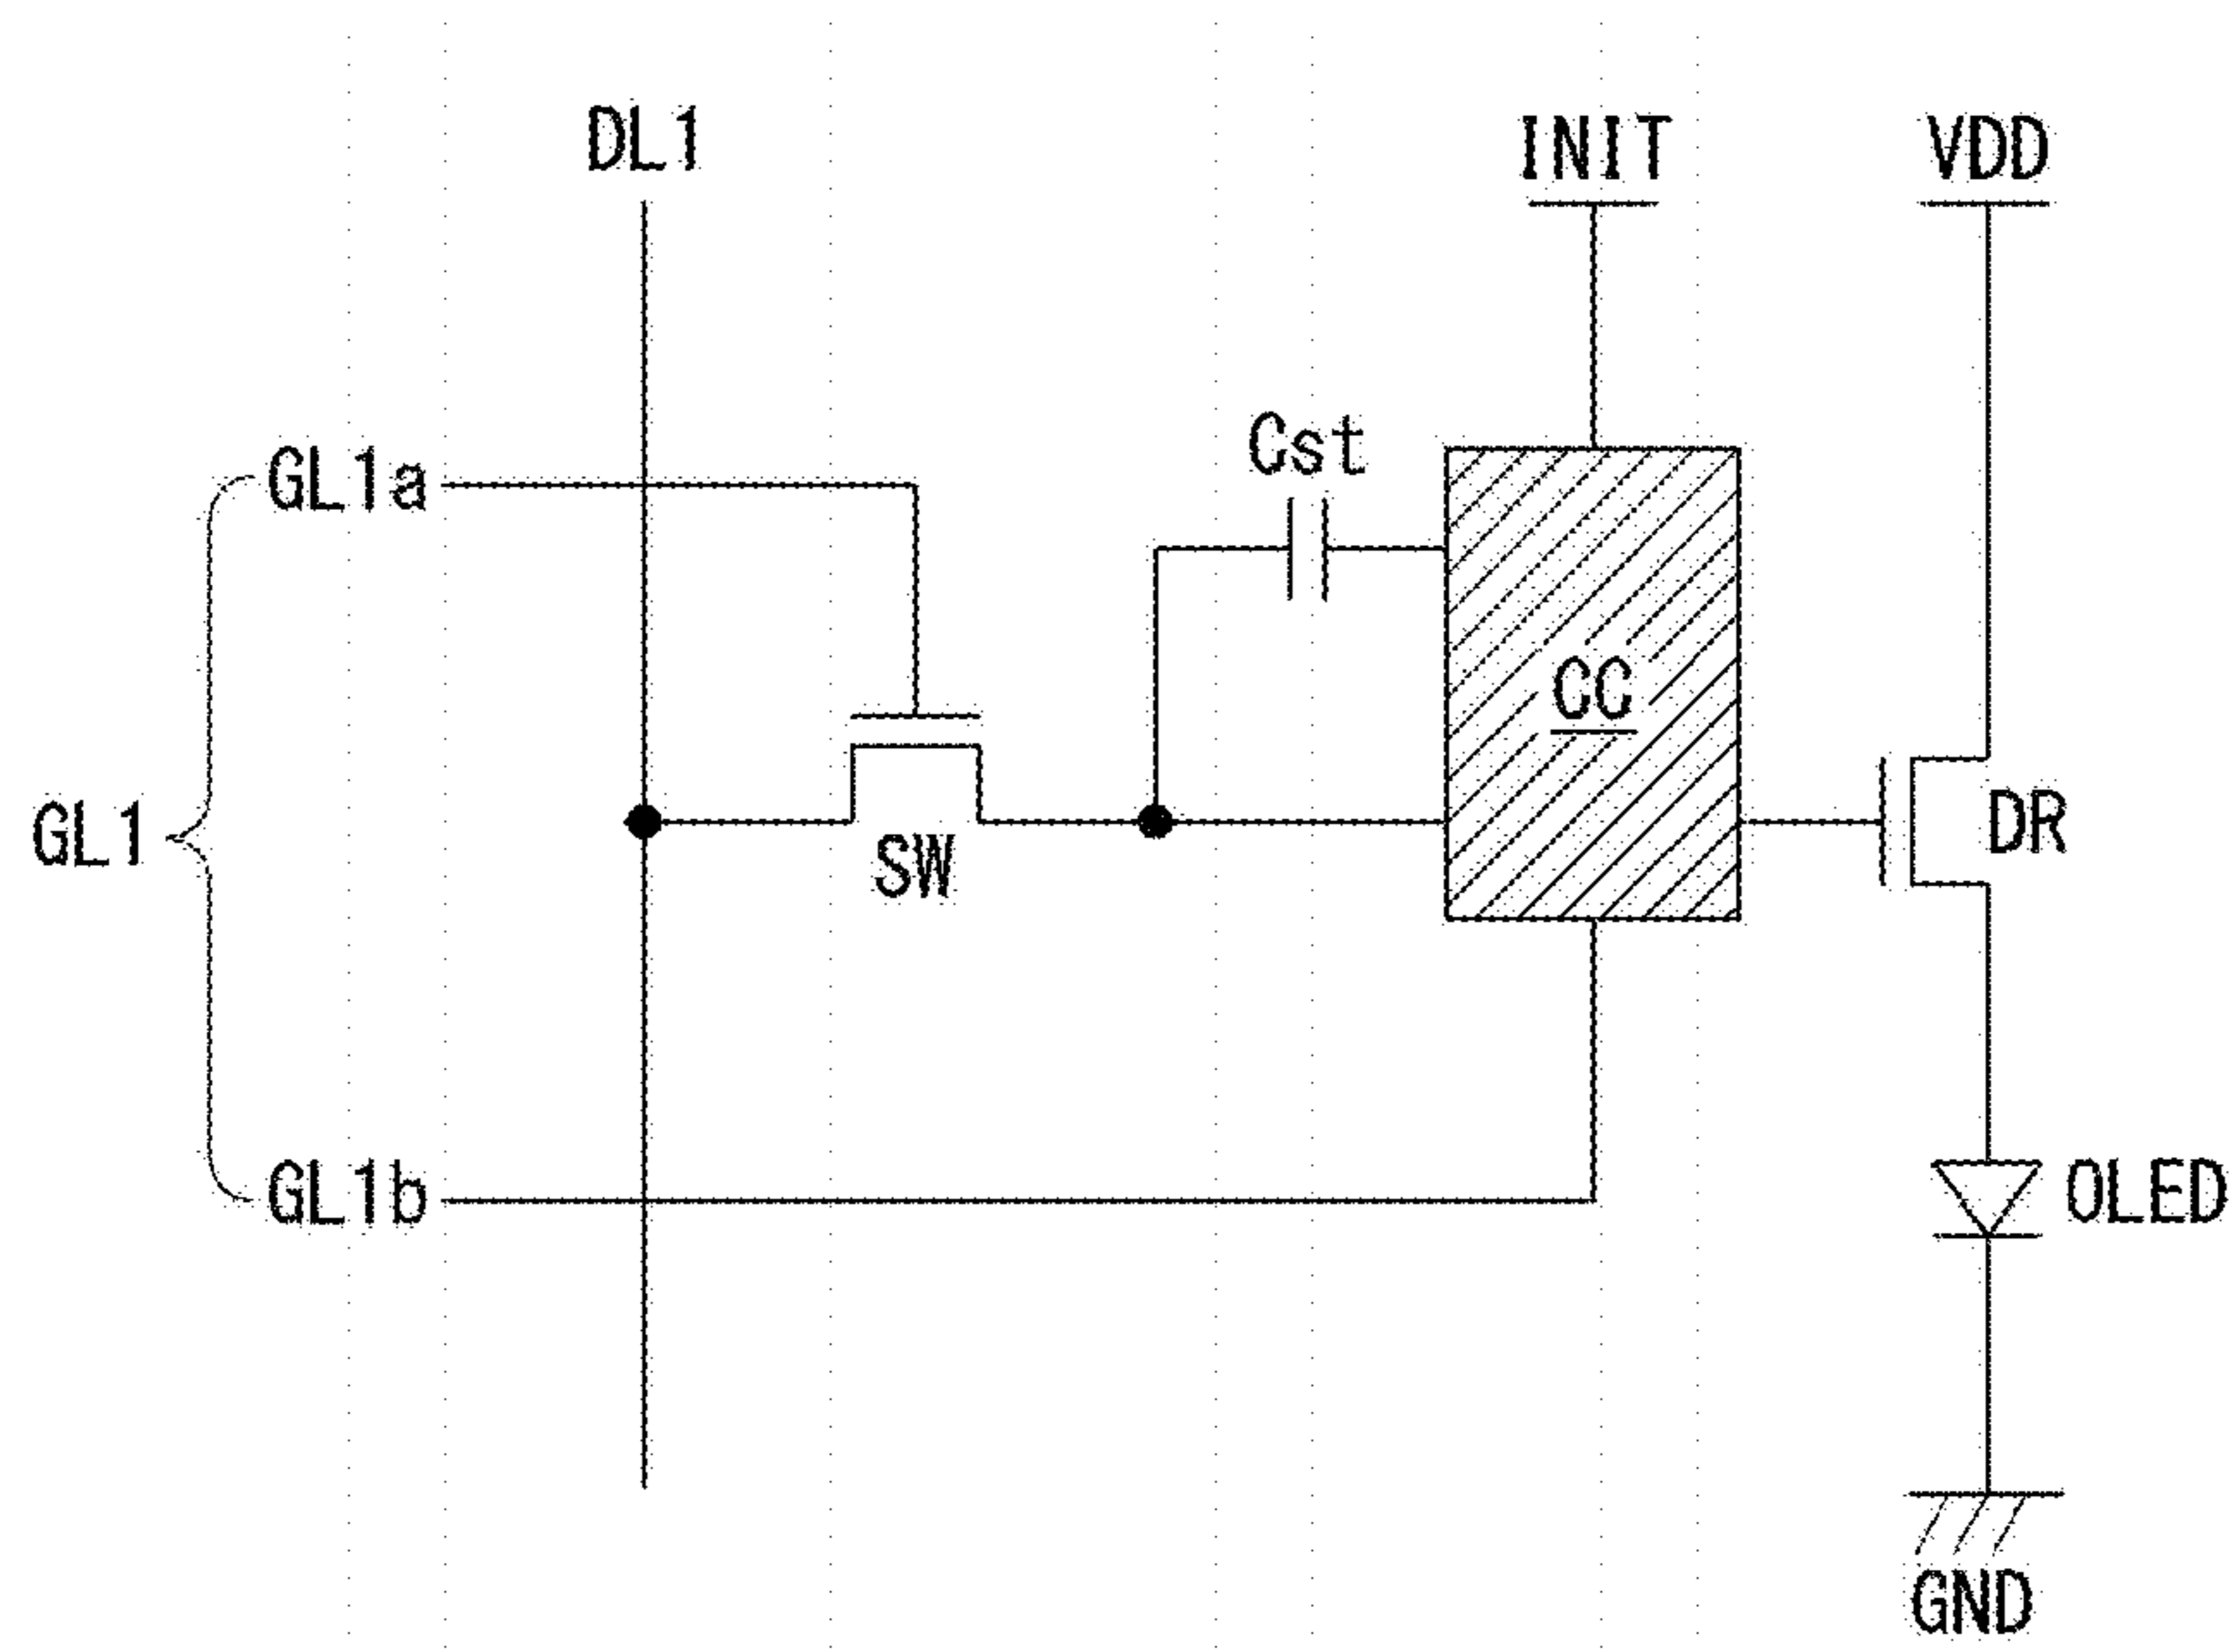 DL1
INIT
VDD
Cst
GL1a
CC
GL1
SW
DR
GL1b
OLED
GND